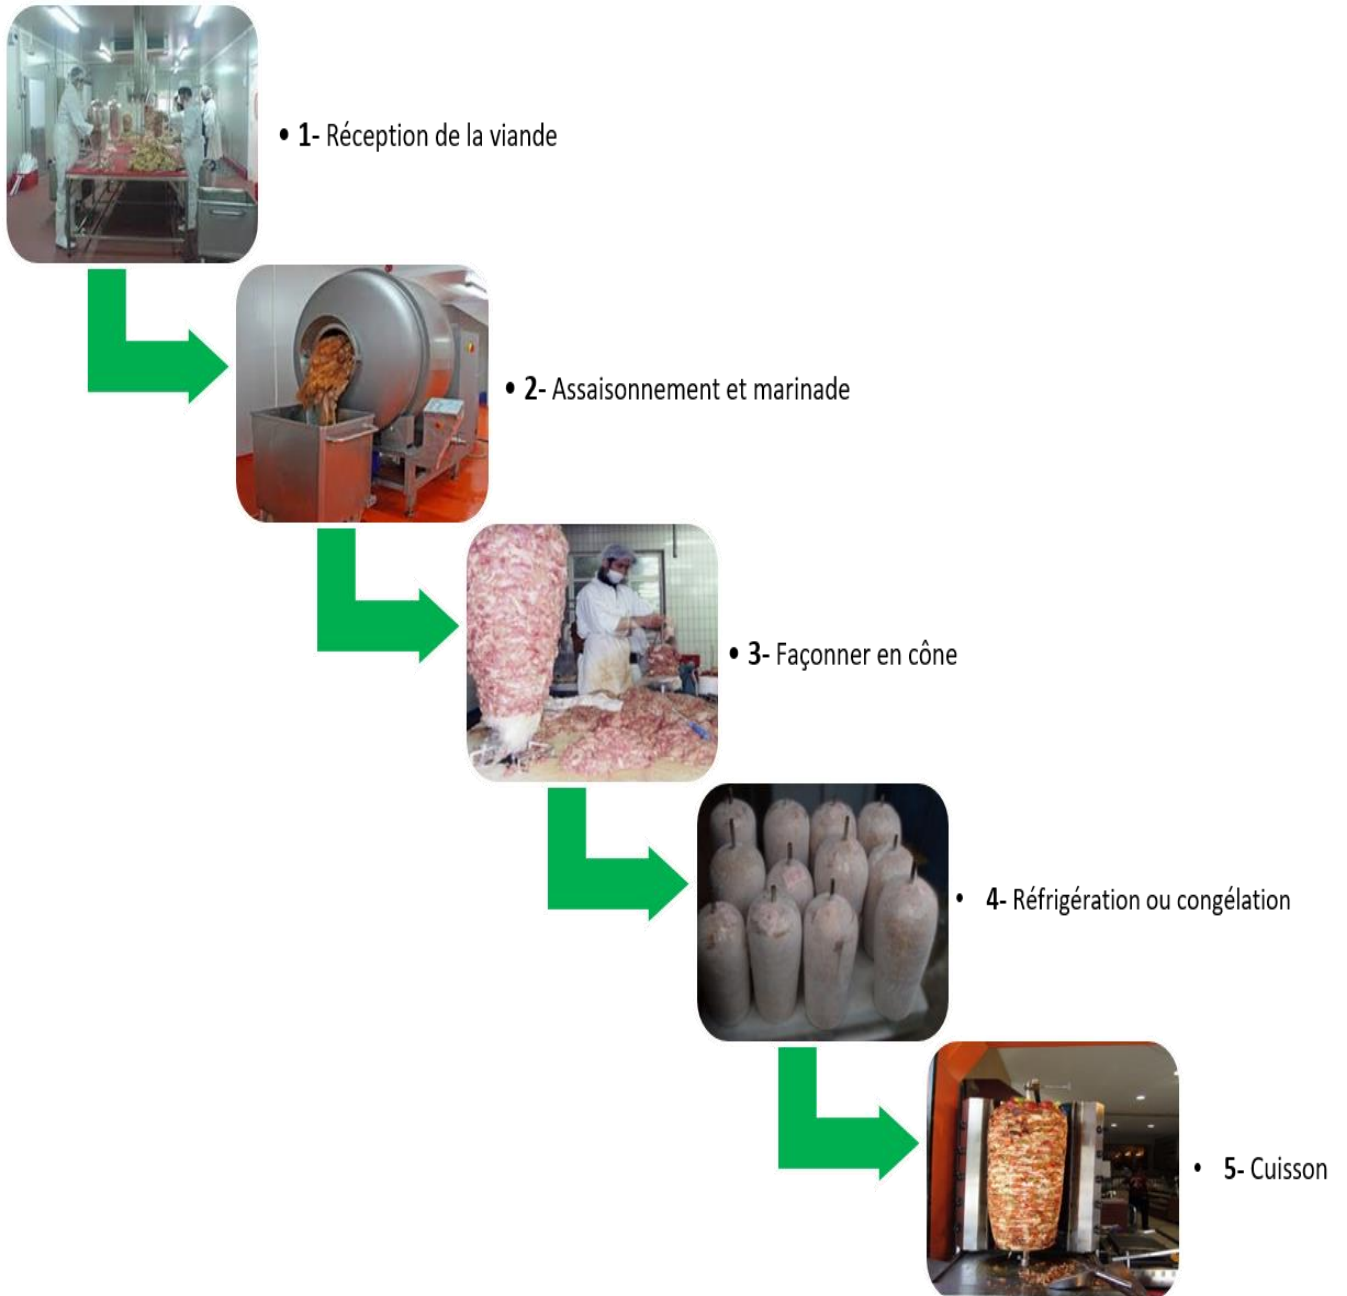 • 1- Réception de la viande
• 2- Assaisonnement et marinade
• 3- Façonner en cône
• 4- Réfrigération ou congélation
• 5- Cuisson